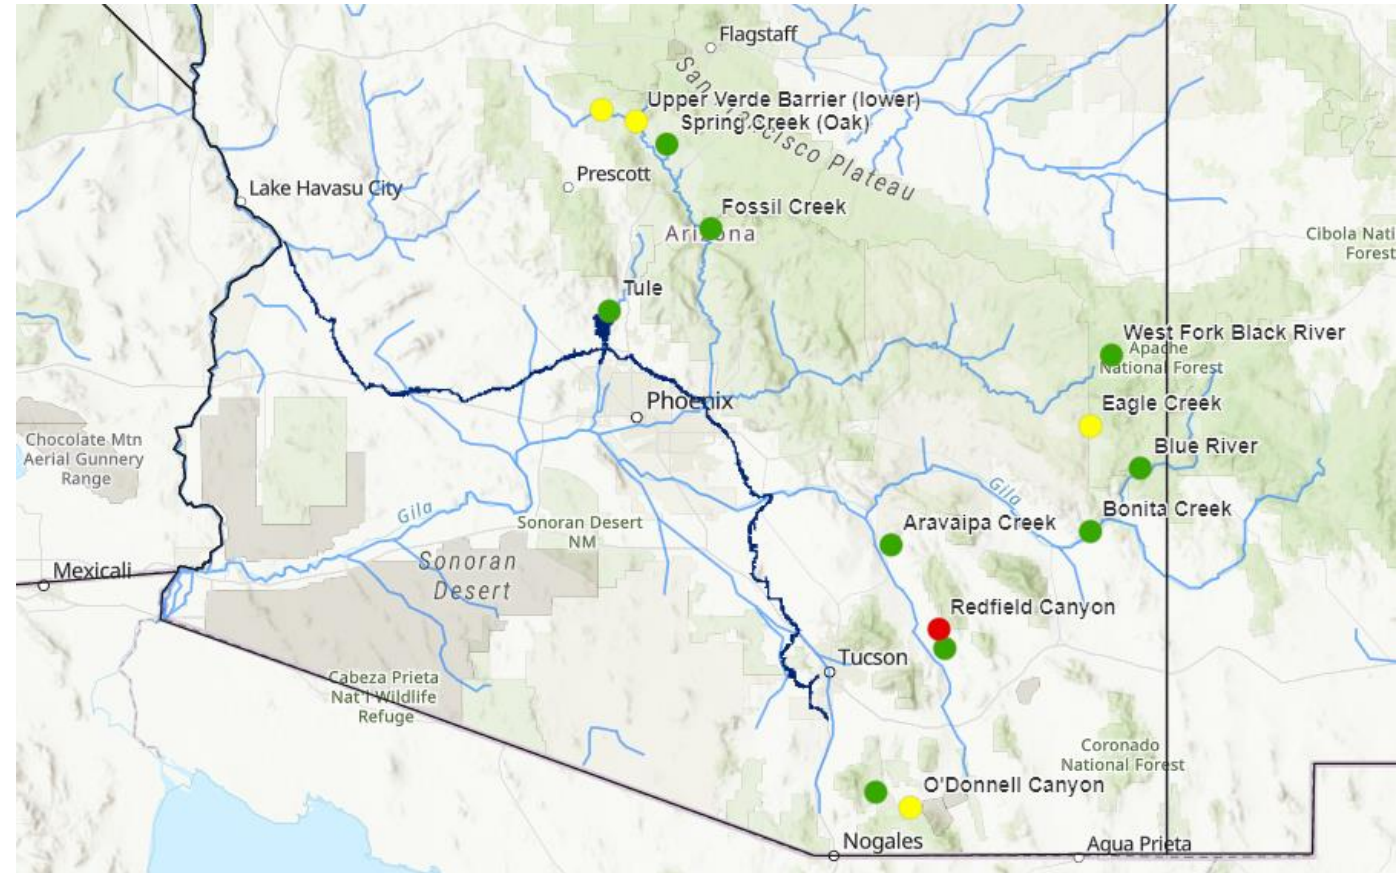 Flagstaff
San Francisco Plateau
Upper Verde Barrier (lower)
Spring Creek (Oak)
Prescott
Lake Havasu City
Fossil Creek
Arizona
Cibola Nati
Forest
Tule
West Fork Black River
Apache
National Forest
Phoenix
Eagle Creek
Chocolate Mtn
Aerial Gunnery
Range
Blue River
Gila
Gila
Sonoran Desert
NM
Bonita Creek
Aravaipa Creek
Sonoran
Desert
Mexicali
Redfield Canyon
Tucson
Cabeza Prieta
Nat'l Wildlife
Refuge
Coronado
National Forest
O'Donnell Canyon
Nogales
Agua Prieta